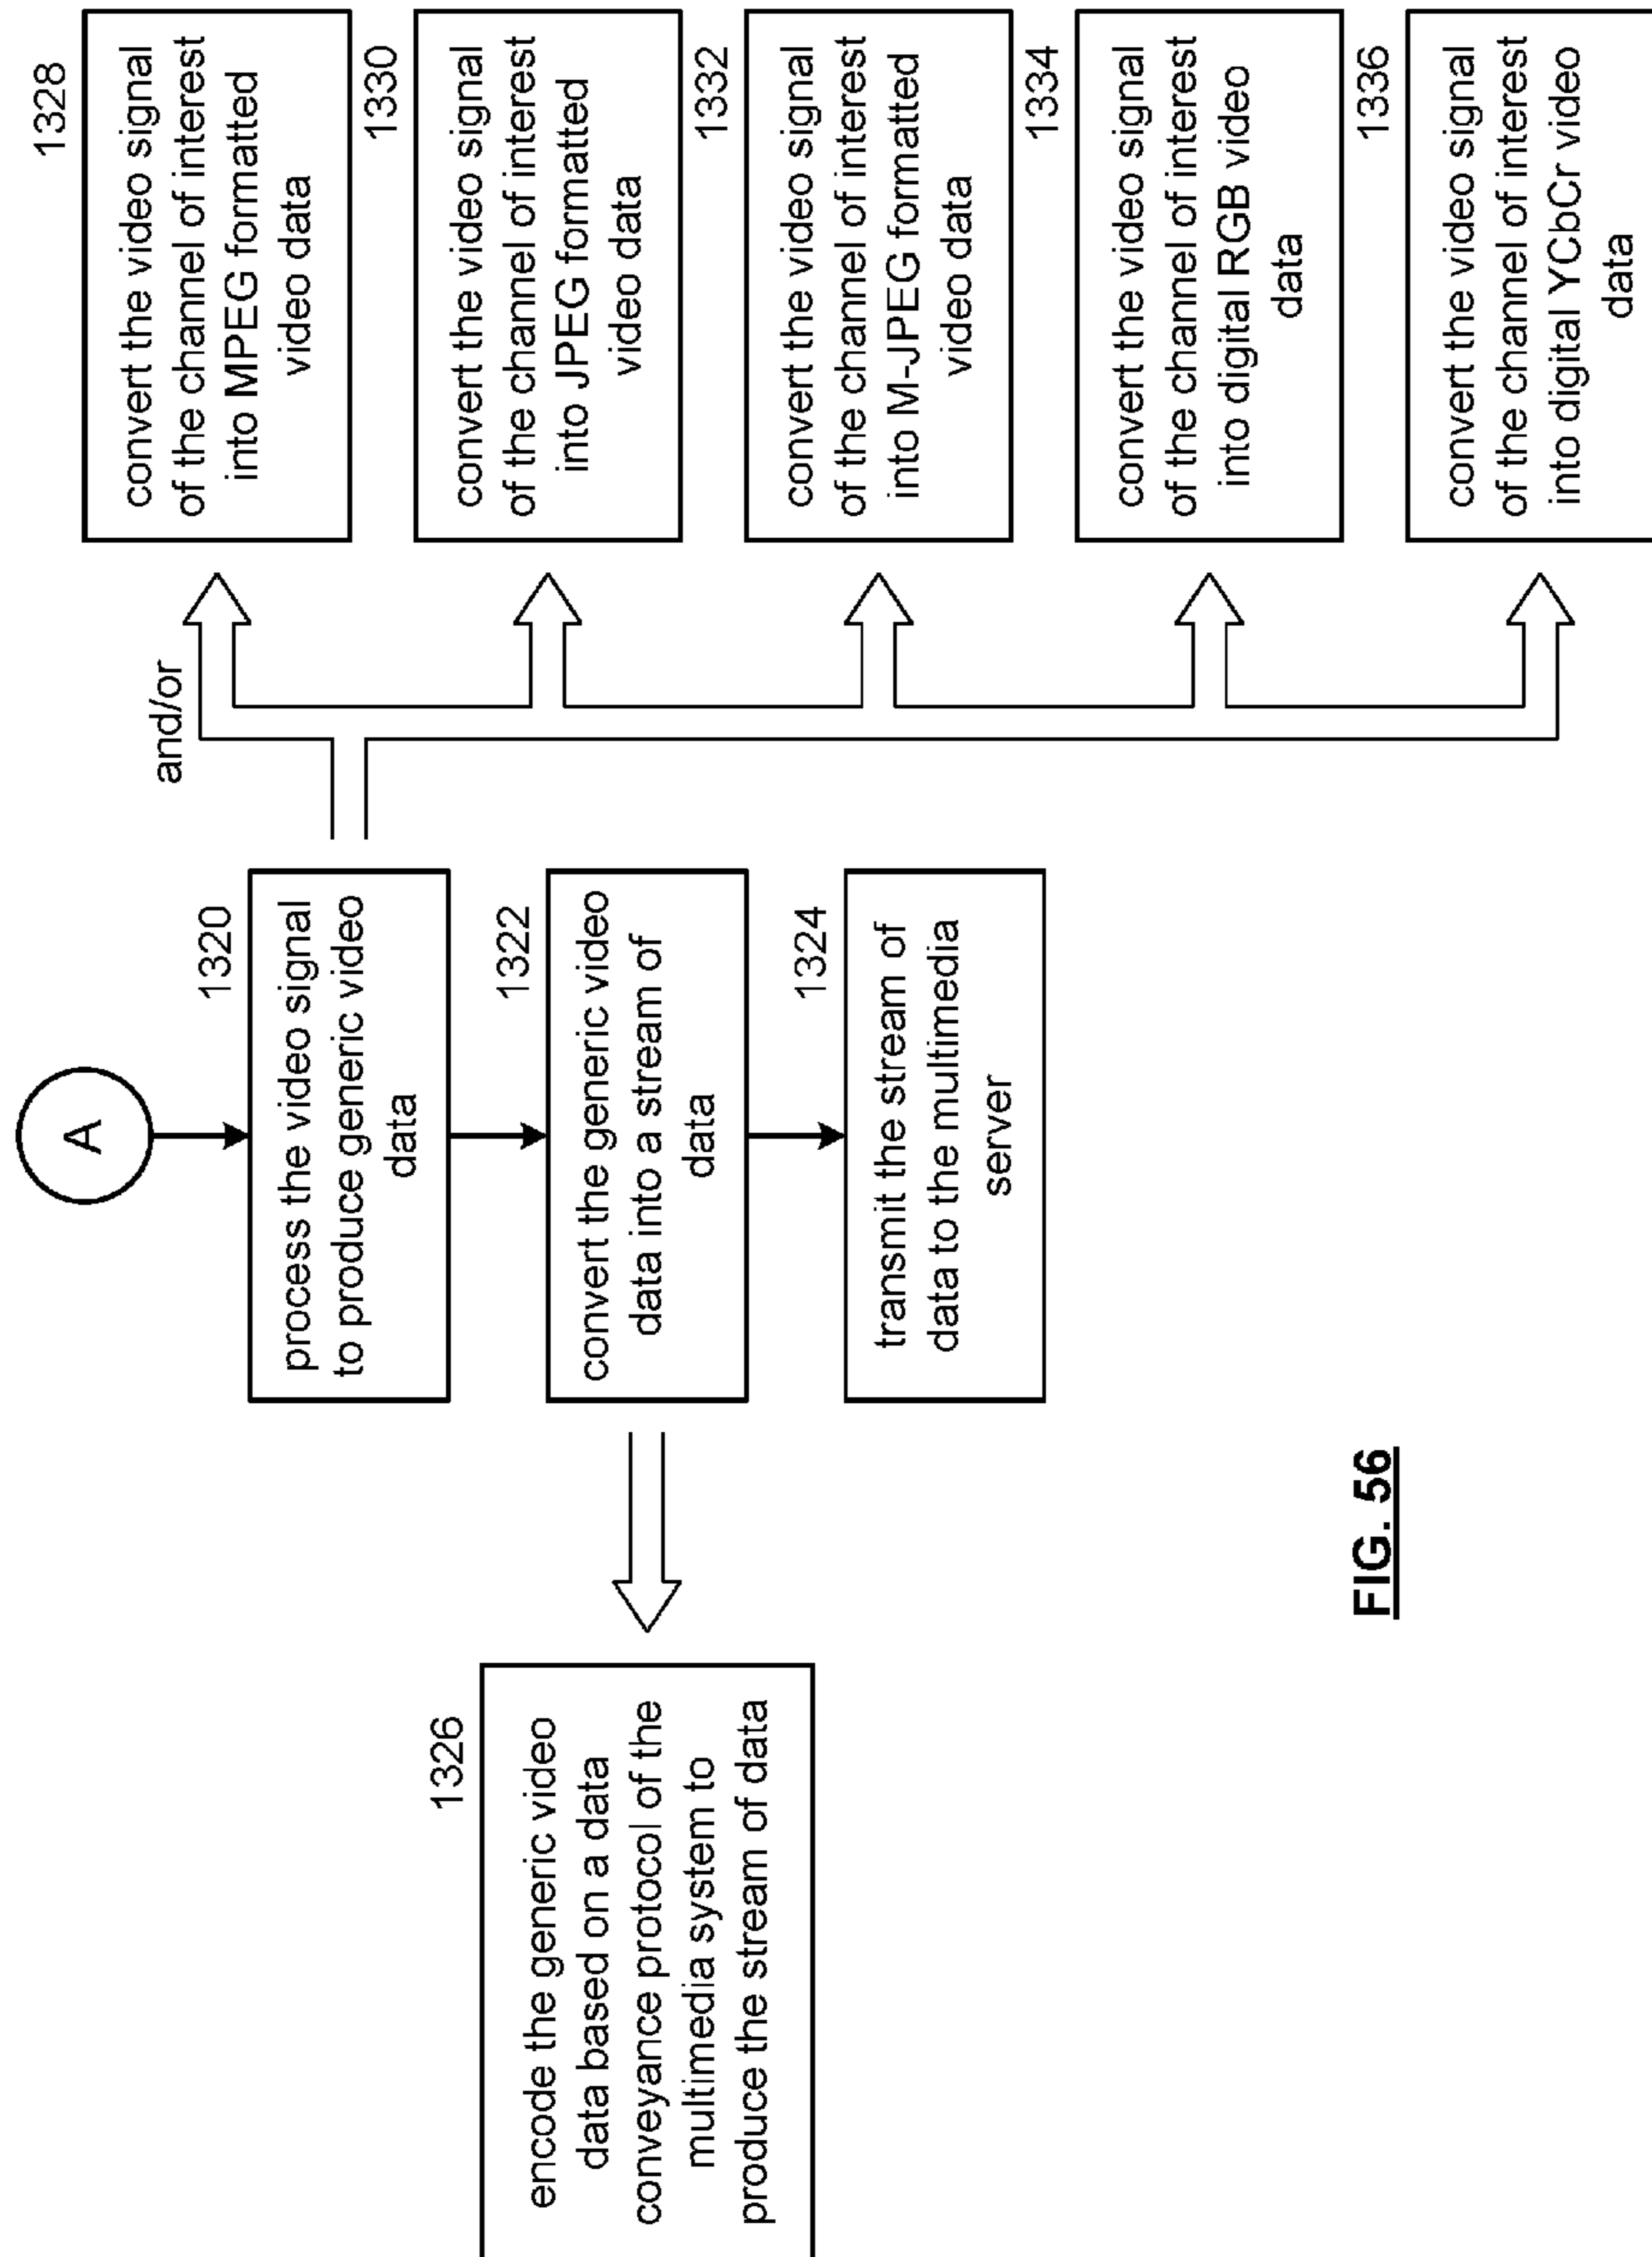 A
1320
process the video signal
to produce generic video
data
1322
convert the generic video
data into a stream of
data
1324
transmit the stream of
data to the multimedia
server
1326
encode the generic video
data based on a data
conveyance protocol of the
multimedia system to
produce the stream of data
and/or
1328
convert the video signal
of the channel of interest
into MPEG formatted
video data
1330
convert the video signal
of the channel of interest
into JPEG formatted
video data
1332
convert the video signal
of the channel of interest
into M-JPEG formatted
video data
1334
convert the video signal
of the channel of interest
into digital RGB video
data
1336
convert the video signal
of the channel of interest
into digital YCbCr video
data
FIG. 56